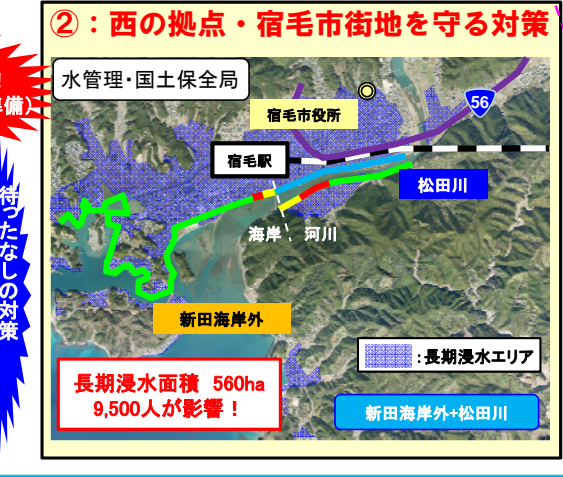 ②：西の拠点・宿毛市街地を守る対策
水管理・国土保全局
備）
待ったなしの対策
宿毛市役所
56
宿毛駅
松田川
海岸
河川
新田海岸外
：長期浸水エリア
長期浸水面積 560ha
9,500人が影響！
新田海岸外+松田川